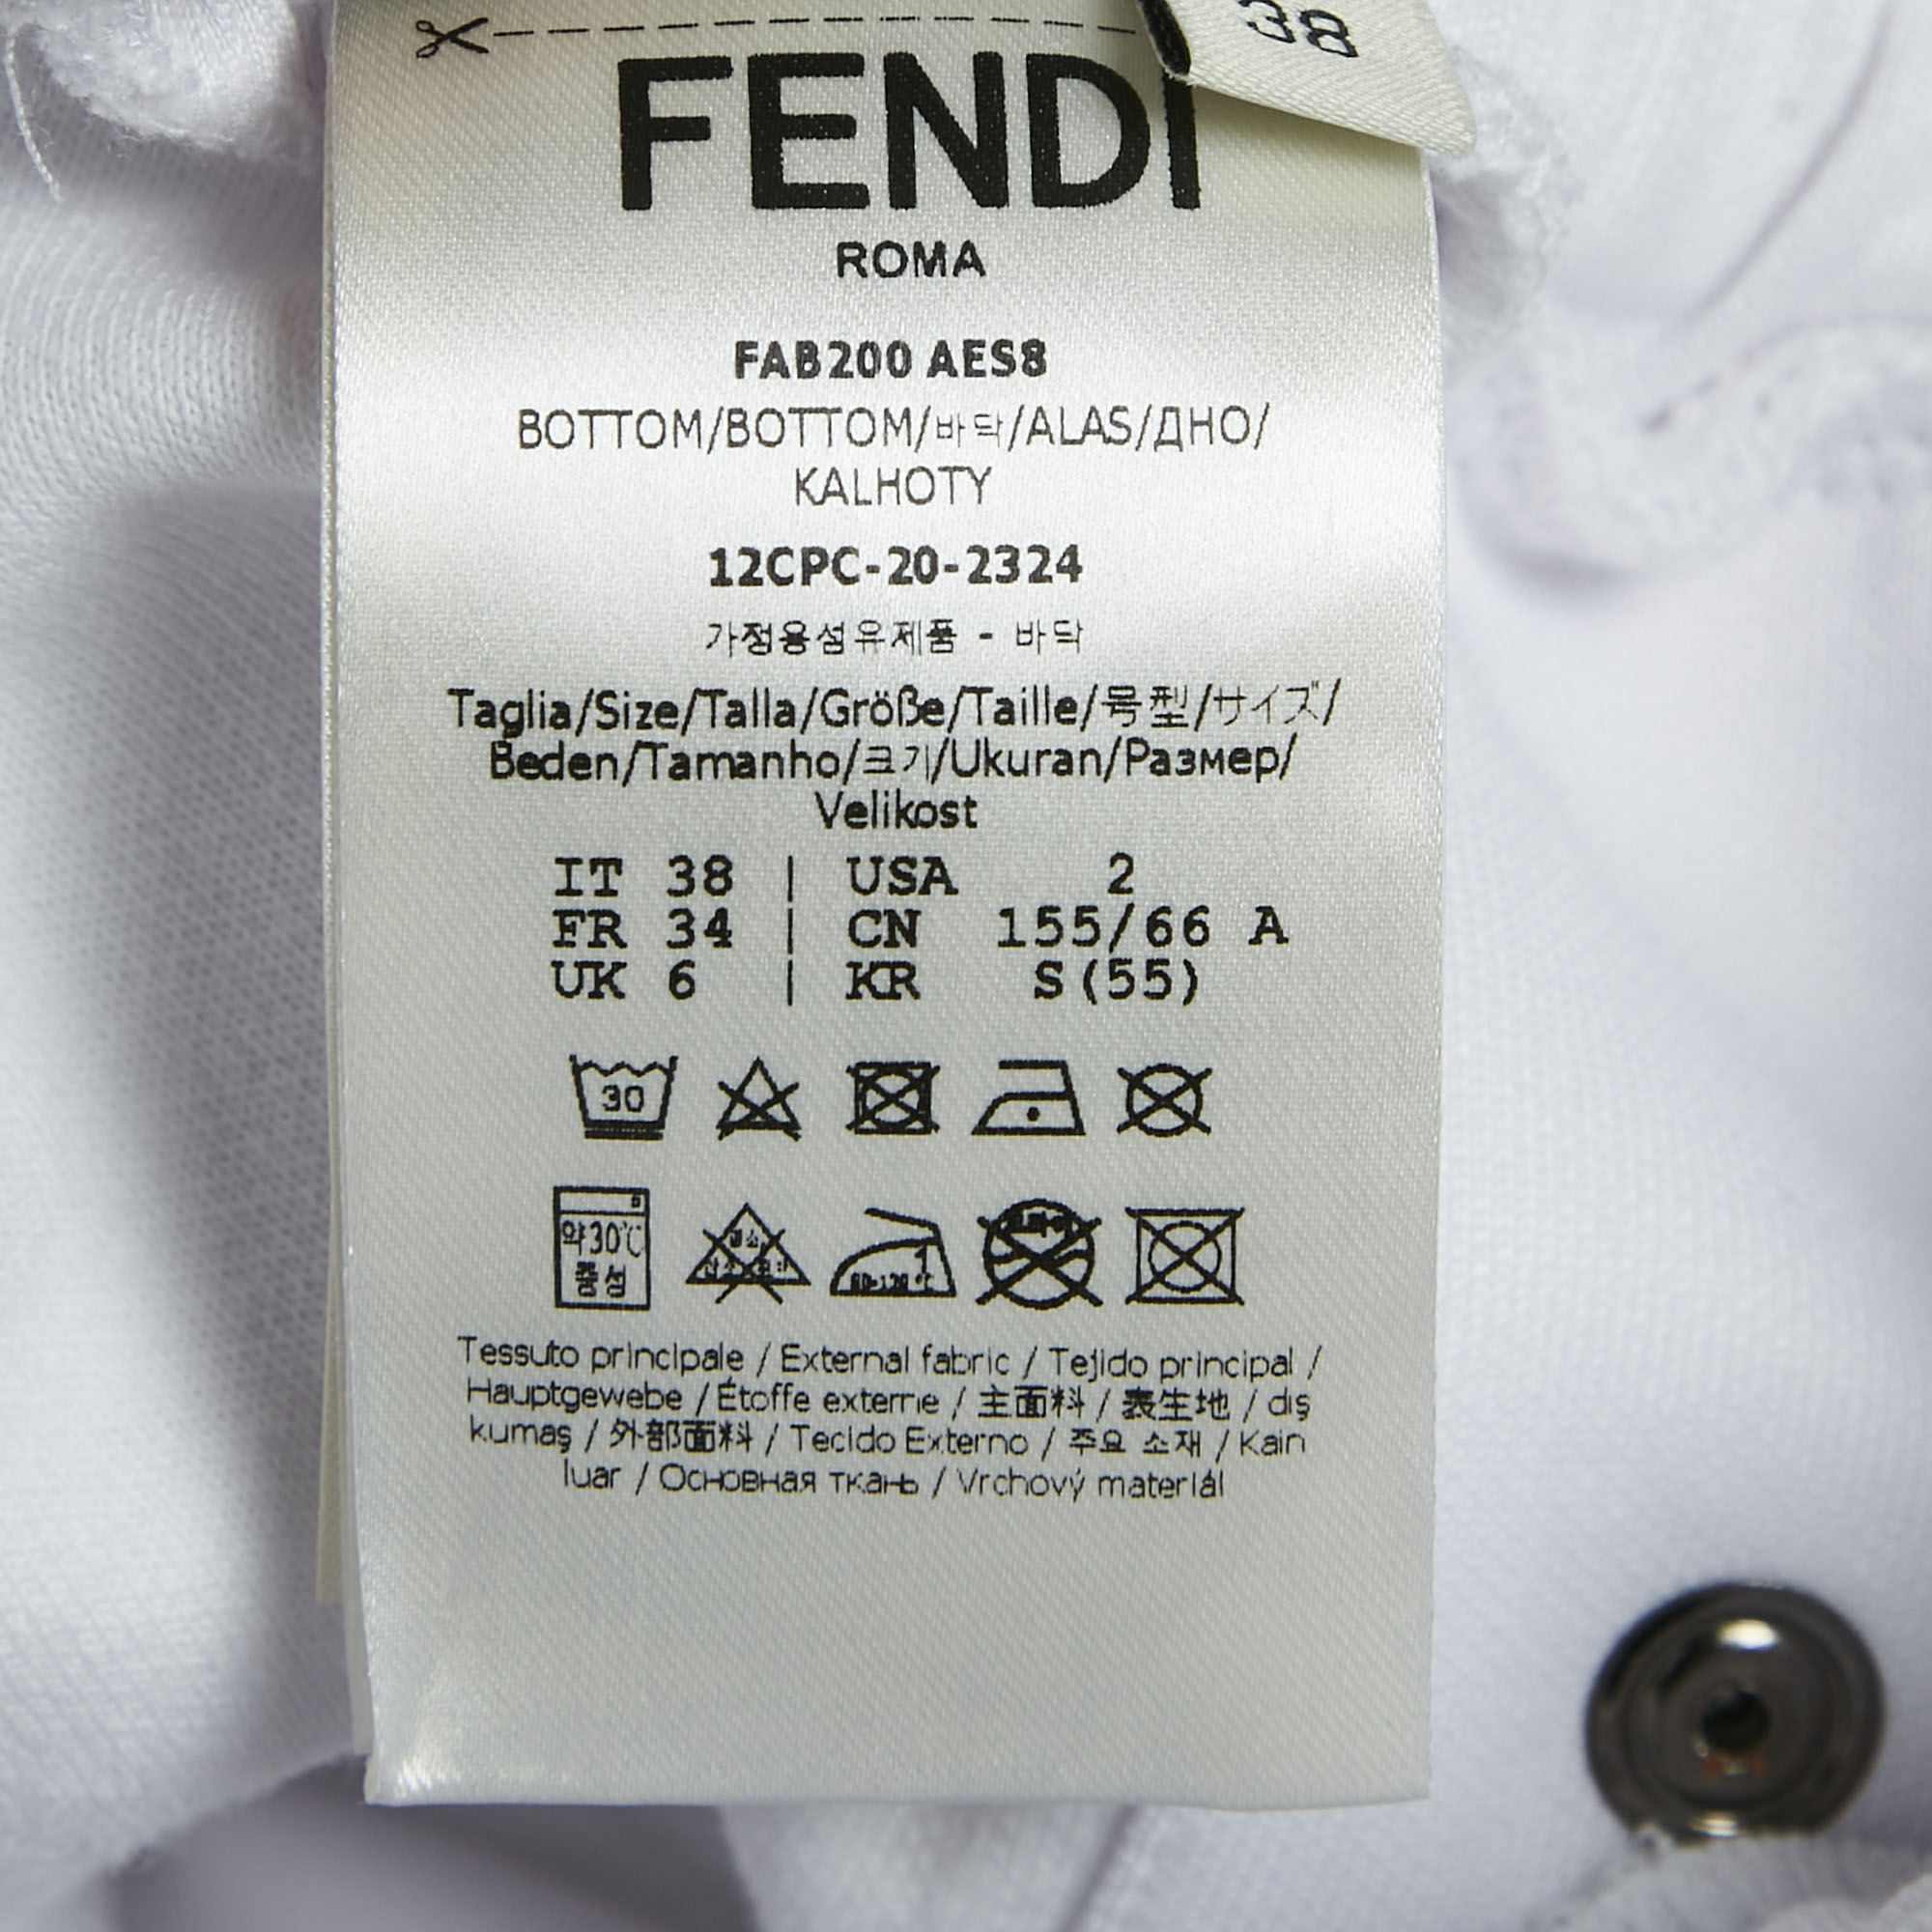 38
FENDI
ROMA
FAB200 AES8
BOTTOM/BOTTOM/바닥/ALAS/ДНО/
KALHOTY
12CPC-20-2324
가정용섬유제품 - 바닥
Taglia/Size/Talla/Größe/Taille/号型/サイズ/
Beden/Tamanho/크기/Ukuran/Размер/
Velikost
IT 38 | USA 2
FR 34 | CN 155/66 A
UK 6 | KR S(55)
30
약30℃
중성
80-120℃
Tessuto principale / External fabric / Tejido principal /
Hauptgewebe / Étoffe externe / 主面料 / 表生地 / dış
kumaş / 外部面料 / Tecido Externo / 주요 소재 / Kain
luar / Основная ткань / Vrchový materiál